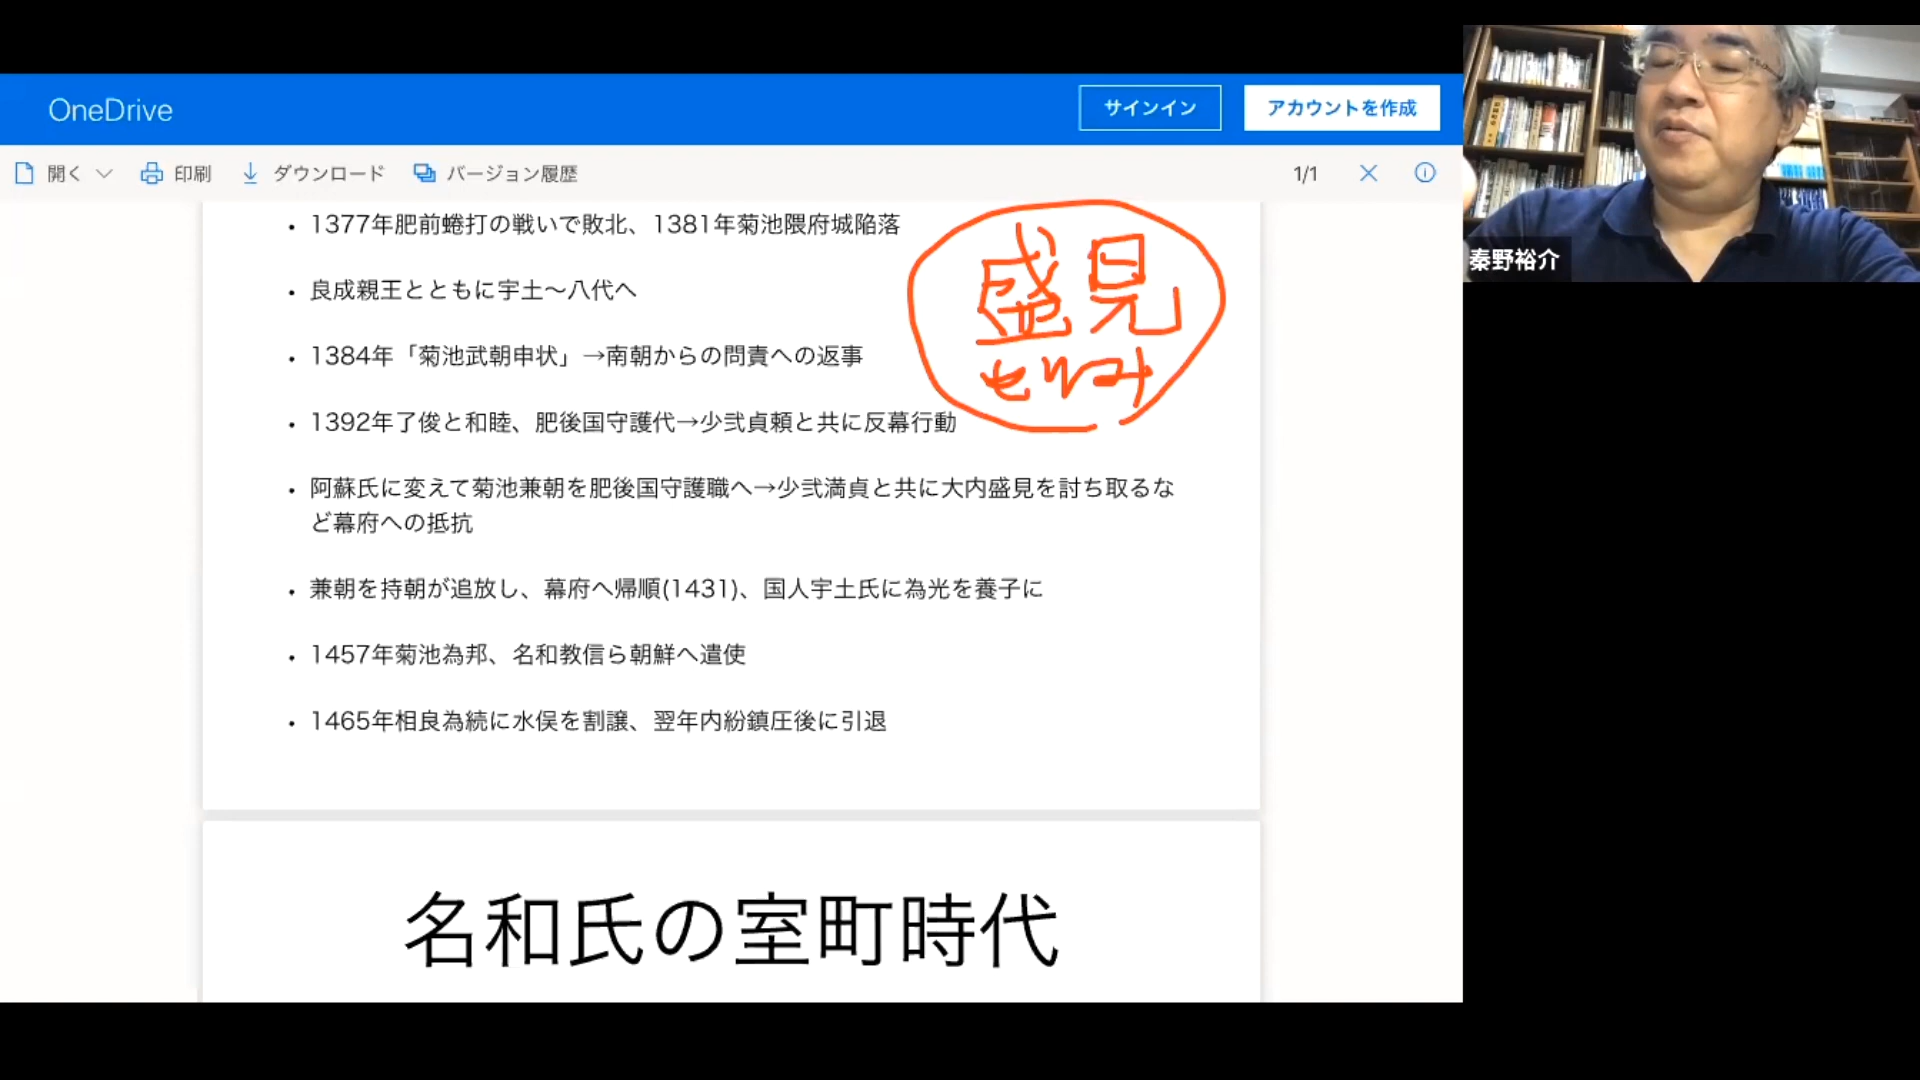 OneDrive
サインイン
アカウントを作成
開く
印刷
ダウンロード
バージョン履歴
1/1
秦野裕介
• 1377年肥前蜷打の戦いで敗北、1381年菊池隈府城陥落
• 良成親王とともに宇土〜八代へ
• 1384年「菊池武朝申状」→南朝からの問責への返事
• 1392年了俊と和睦、肥後国守護代→少弐貞頼と共に反幕行動
• 阿蘇氏に変えて菊池兼朝を肥後国守護職へ→少弐満貞と共に大内盛見を討ち取るな
ど幕府への抵抗
• 兼朝を持朝が追放し、幕府へ帰順(1431)、国人宇土氏に為光を養子に
• 1457年菊池為邦、名和教信ら朝鮮へ遣使
• 1465年相良為続に水俣を割譲、翌年内紛鎮圧後に引退
盛見
もりみ
名和氏の室町時代